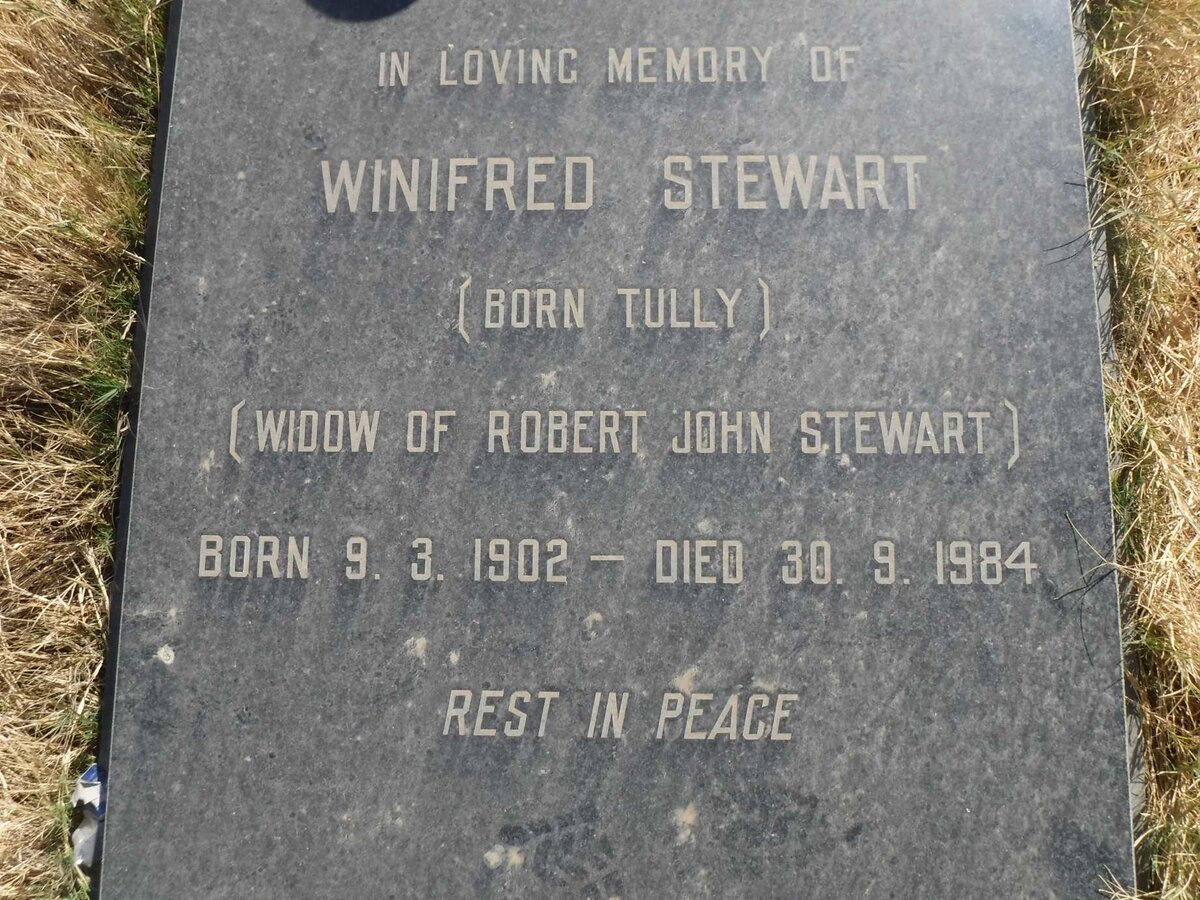 IN LOVING MEMORY OF
WINIFRED STEWART
(BORN TULLY)
(WIDOW OF ROBERT JOHN STEWART)
BORN 9. 3. 1902 — DIED 30. 9. 1984
REST IN PEACE